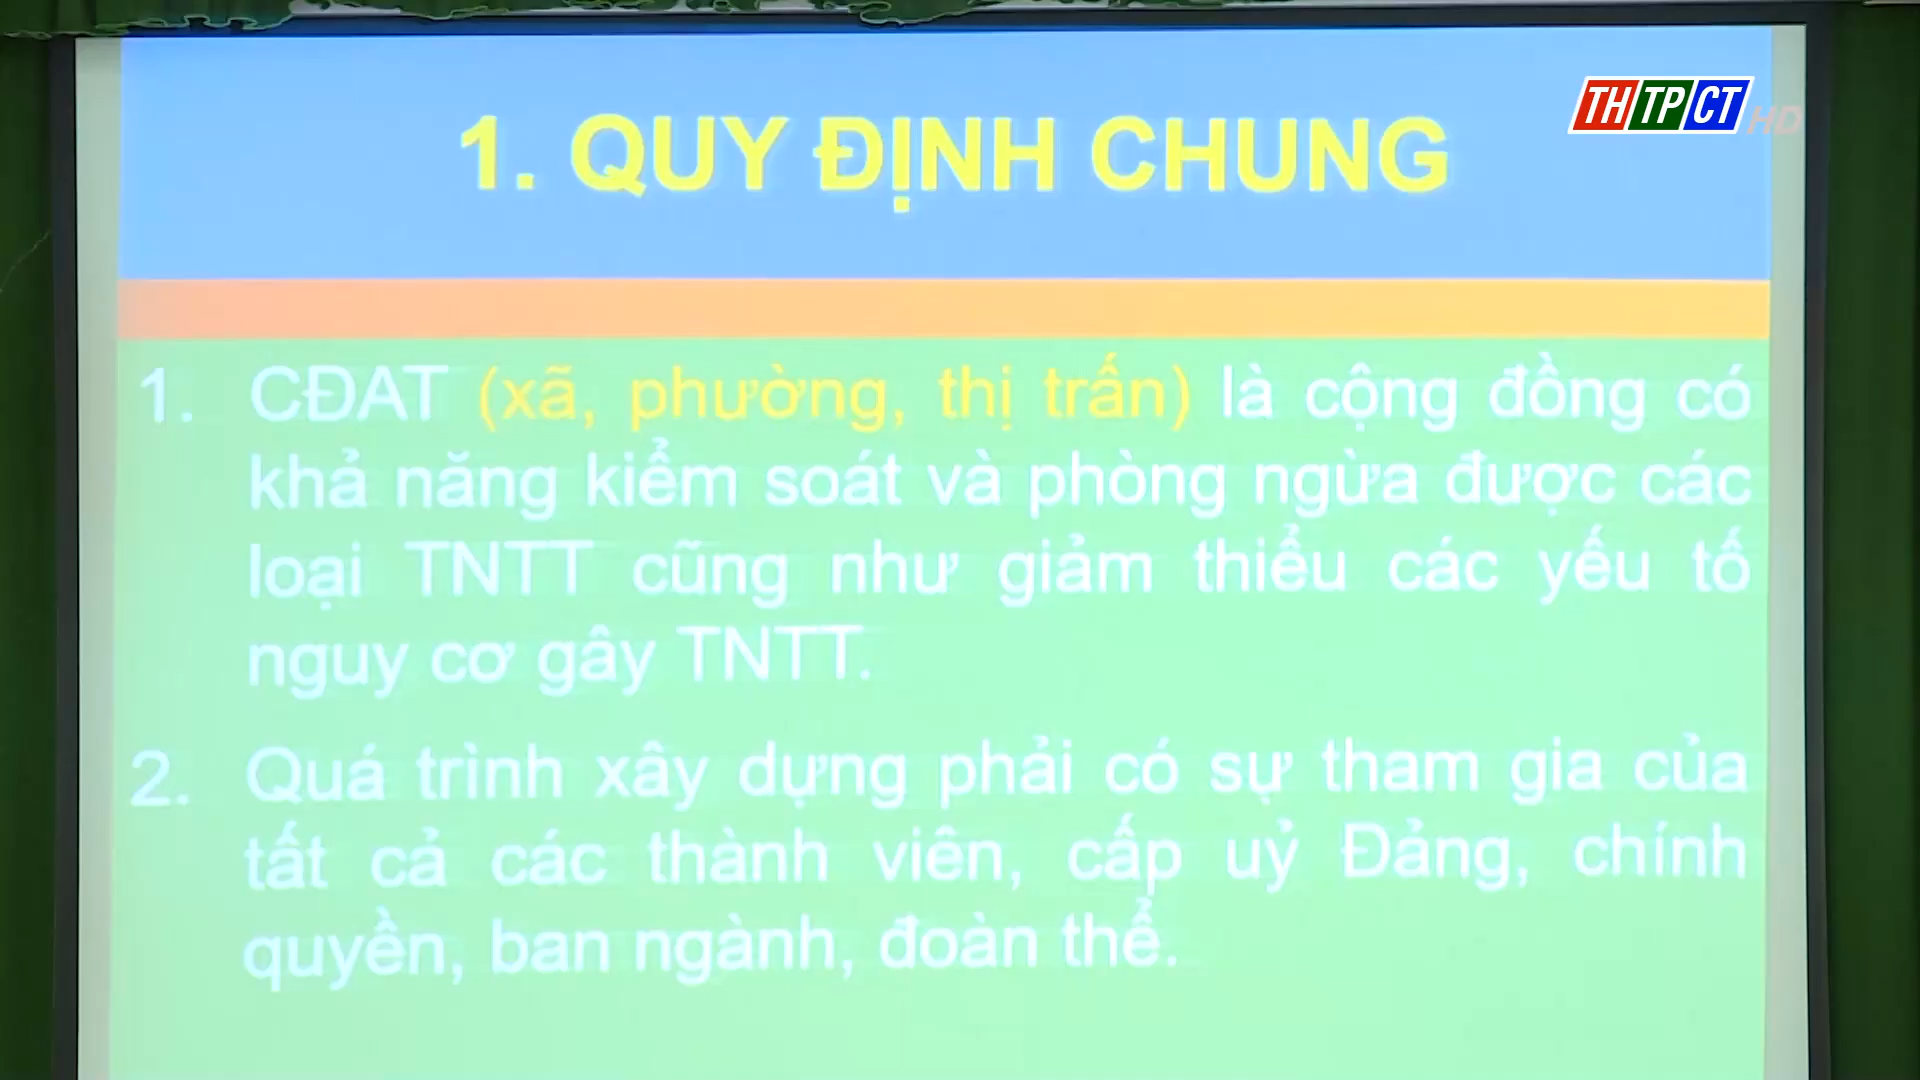 THTPCT HD
1. QUY ĐỊNH CHUNG
1. CĐAT (xã, phường, thị trấn) là cộng đồng có
khả năng kiểm soát và phòng ngừa được các
loại TNTT cũng như giảm thiểu các yếu tố
nguy cơ gây TNTT.
2. Quá trình xây dựng phải có sự tham gia của
tất cả các thành viên, cấp uỷ Đảng, chính
quyền, ban ngành, đoàn thể.